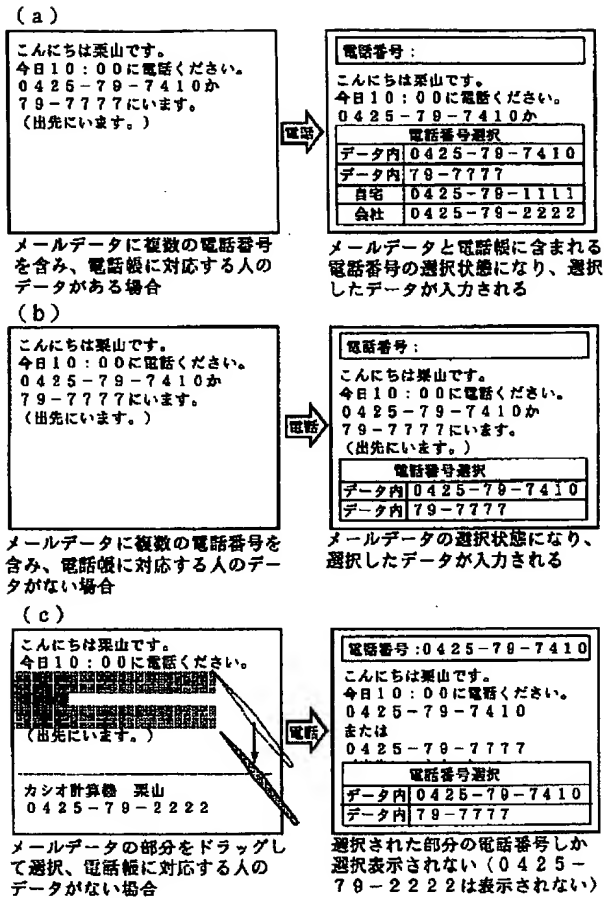 (a)
こんにちは栗山です。
今日10:00に電話ください。
0425-79-7410か
79-7777にいます。
(出先にいます。)
電話
電話番号:
こんにちは栗山です。
今日10:00に電話ください。
0425-79-7410か
電話番号選択
データ内 0425-79-7410
データ内 79-7777
自宅 0425-79-1111
会社 0425-79-2222
メールデータに複数の電話番号
を含み、電話帳に対応する人の
データがある場合
メールデータと電話帳に含まれる
電話番号の選択状態になり、選択
したデータが入力される
(b)
こんにちは栗山です。
今日10:00に電話ください。
0425-79-7410か
79-7777にいます。
(出先にいます。)
電話
電話番号:
こんにちは栗山です。
今日10:00に電話ください。
0425-79-7410か
79-7777にいます。
(出先にいます。)
電話番号選択
データ内 0425-79-7410
データ内 79-7777
メールデータに複数の電話番号を
含み、電話帳に対応する人のデー
タがない場合
メールデータの選択状態になり、
選択したデータが入力される
(c)
こんにちは栗山です。
今日10:00に電話ください。
(出先にいます。)
カシオ計算機 栗山
0425-79-2222
電話
電話番号:0425-79-7410
こんにちは栗山です。
今日10:00に電話ください。
0425-79-7410
または
0425-79-7777
電話番号選択
データ内 0425-79-7410
データ内 79-7777
メールデータの部分をドラッグし
て選択、電話帳に対応する人の
データがない場合
選択された部分の電話番号しか
選択表示されない(0425-
79-2222は表示されない)